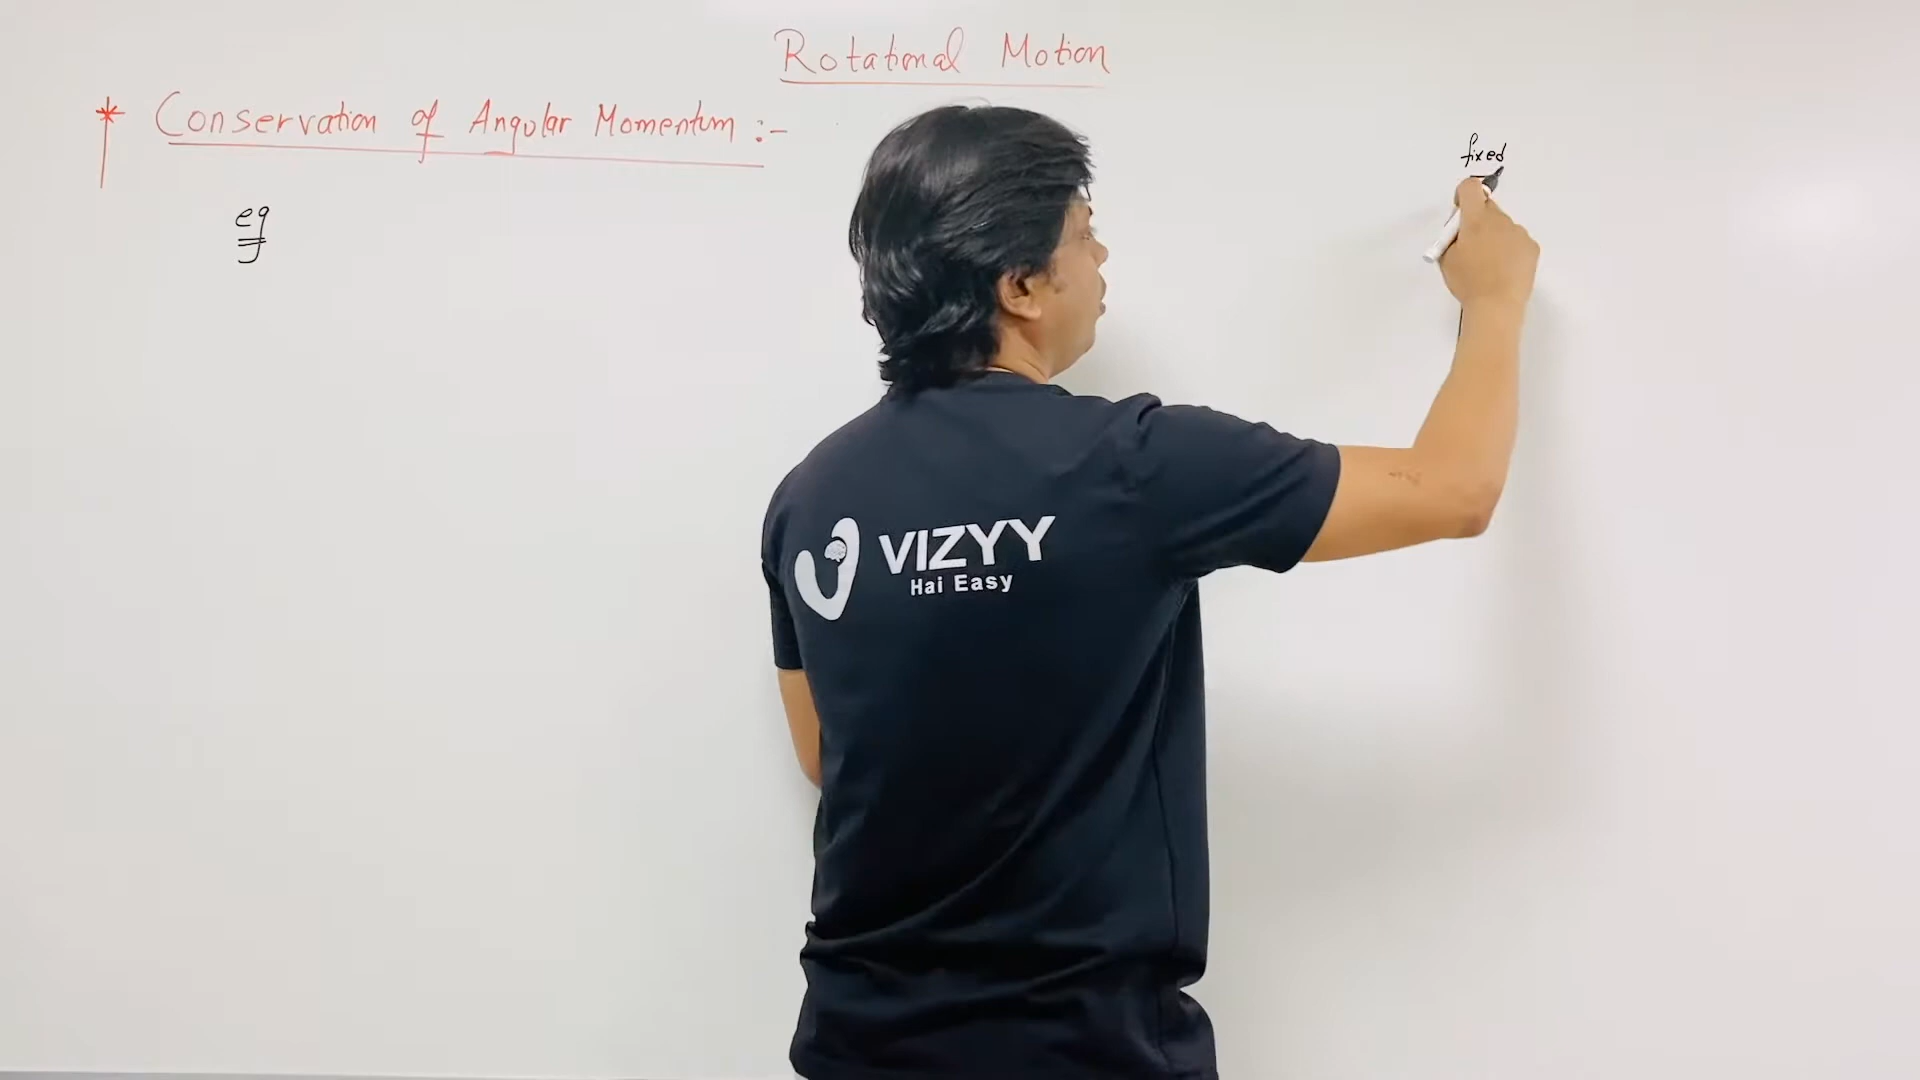 Rotational Motion
* Conservation of Angular Momentum :-
fixed
eg
VIZYY
Hai Easy